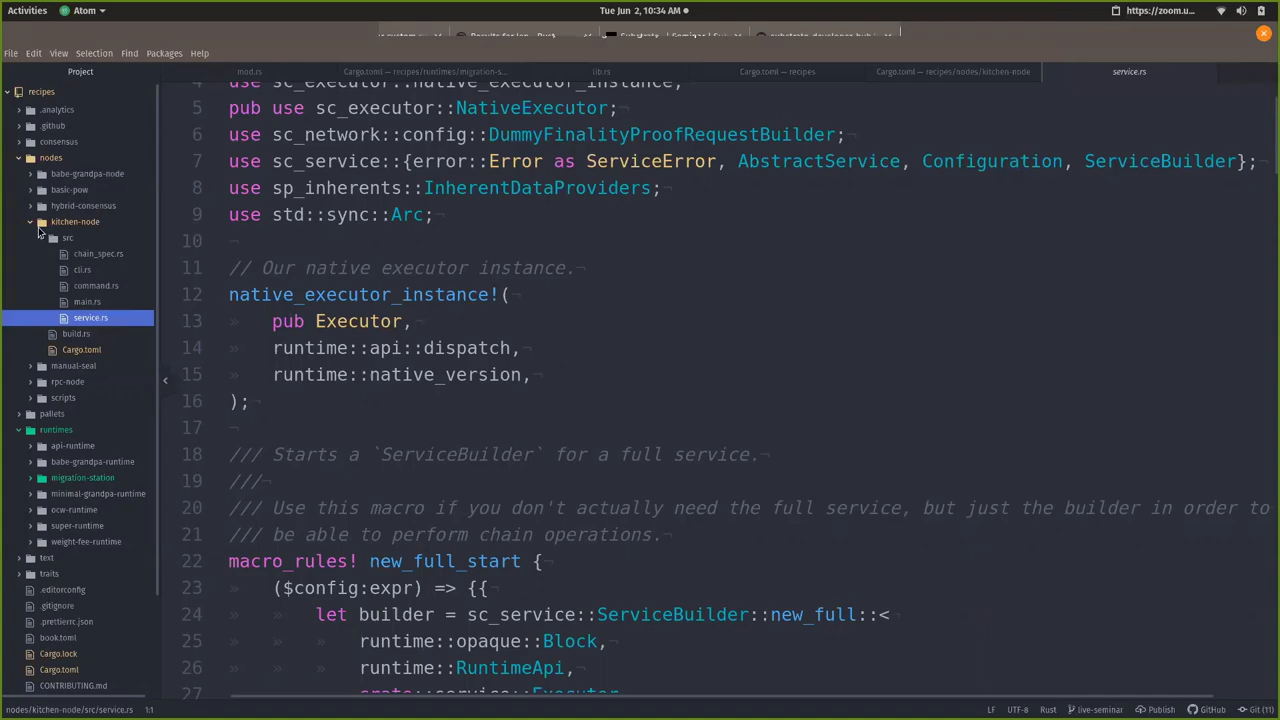 Activities
Atom
Tue Jun 2, 10:34 AM
https://zoom.u...
File Edit View Selection Find Packages Help
Project
mod.rs
Cargo.toml — recipes/runtimes/migration-s...
lib.rs
Cargo.toml — recipes
Cargo.toml — recipes/nodes/kitchen-node
service.rs
recipes
.analytics
.github
consensus
nodes
babe-grandpa-node
basic-pow
hybrid-consensus
kitchen-node
src
chain_spec.rs
cli.rs
command.rs
main.rs
service.rs
build.rs
Cargo.toml
manual-seal
rpc-node
scripts
pallets
runtimes
api-runtime
babe-grandpa-runtime
migration-station
minimal-grandpa-runtime
ocw-runtime
super-runtime
weight-fee-runtime
text
traits
.editorconfig
.gitignore
.prettierrc.json
book.toml
Cargo.lock
Cargo.toml
CONTRIBUTING.md
4 use sc_executor::native_executor_instance;
5 pub use sc_executor::NativeExecutor;
6 use sc_network::config::DummyFinalityProofRequestBuilder;
7 use sc_service::{error::Error as ServiceError, AbstractService, Configuration, ServiceBuilder};
8 use sp_inherents::InherentDataProviders;
9 use std::sync::Arc;
10
11 // Our native executor instance.
12 native_executor_instance!(
13 pub Executor,
14 runtime::api::dispatch,
15 runtime::native_version,
16 );
17
18 /// Starts a `ServiceBuilder` for a full service.
19 ///
20 /// Use this macro if you don't actually need the full service, but just the builder in order to
21 /// be able to perform chain operations.
22 macro_rules! new_full_start {
23 ($config:expr) => {{
24 let builder = sc_service::ServiceBuilder::new_full::<
25 runtime::opaque::Block,
26 runtime::RuntimeApi,
27 crate::service::Executor
nodes/kitchen-node/src/service.rs 1:1
LF UTF-8 Rust live-seminar Publish GitHub Git (11)